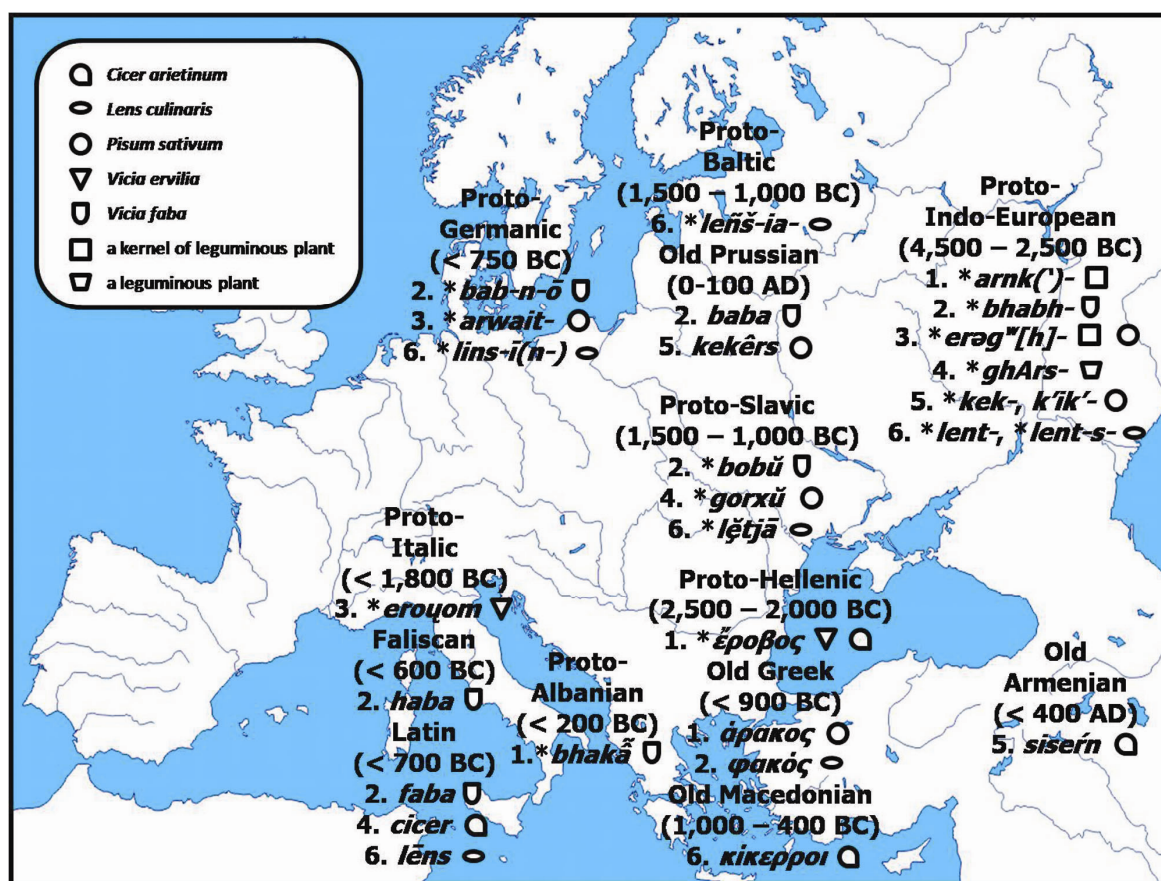 Cicer arietinum
Lens culinaris
Pisum sativum
Vicia ervilia
Vicia faba
a kernel of leguminous plant
a leguminous plant
Proto-
Germanic
(< 750 BC)
2. *bab-n-ō
3. *arwait-
6. *lins-ī(n-)
Proto-
Baltic
(1,500 – 1,000 BC)
6. *leñš-ia-
Old Prussian
(0-100 AD)
2. baba
5. kekêrs
Proto-
Indo-European
(4,500 – 2,500 BC)
1. *arnk(')-
2. *bhabh-
3. *erəgʷ[h]-
4. *ghArs-
5. *kek-, k'ik'-
6. *lent-, *lent-s-
Proto-Slavic
(1,500 – 1,000 BC)
2. *bobŭ
4. *gorxŭ
6. *lę̆tjā
Proto-
Italic
(< 1,800 BC)
3. *eroṷom
Faliscan
(< 600 BC)
2. haba
Latin
(< 700 BC)
2. faba
4. cicer
6. lēns
Proto-
Albanian
(< 200 BC)
1. *bhakã̂
Proto-Hellenic
(2,500 – 2,000 BC)
1. *ἔροβος
Old Greek
(< 900 BC)
1. άρακος
2. φακός
Old Macedonian
(1,000 – 400 BC)
6. κίκερροι
Old
Armenian
(< 400 AD)
5. siseŕn